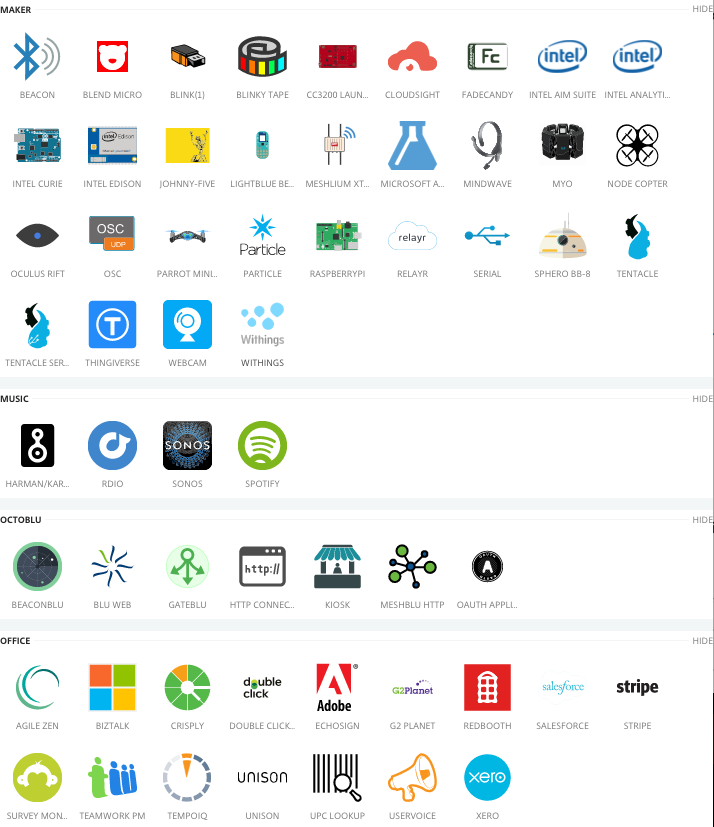 MAKER HIDE
BEACON BLEND MICRO BLINK(1) BLINKY TAPE CC3200 LAUN.. CLOUDSIGHT FADECANDY INTEL AIM SUITE INTEL ANALYTI..
Fc intel intel
INTEL CURIE INTEL EDISON JOHNNY-FIVE LIGHTBLUE BE.. MESHLIUM XT.. MICROSOFT A.. MINDWAVE MYO NODE COPTER
intel Edison
OSC UDP Particle relayr
OCULUS RIFT OSC PARROT MINI.. PARTICLE RASPBERRYPI RELAYR SERIAL SPHERO BB-8 TENTACLE
T Withings
TENTACLE SER.. THINGIVERSE WEBCAM WITHINGS
MUSIC HIDE
SONOS
HARMAN/KAR.. RDIO SONOS SPOTIFY
OCTOBLU HIDE
http:// OAUTH A
BEACONBLU BLU WEB GATEBLU HTTP CONNEC.. KIOSK MESHBLU HTTP OAUTH APPLI..
OFFICE HIDE
double click Adobe G2Planet salesforce stripe
AGILE ZEN BIZTALK CRISPLY DOUBLE CLICK.. ECHOSIGN G2 PLANET REDBOOTH SALESFORCE STRIPE
UNISON xero
SURVEY MON.. TEAMWORK PM TEMPOIQ UNISON UPC LOOKUP USERVOICE XERO